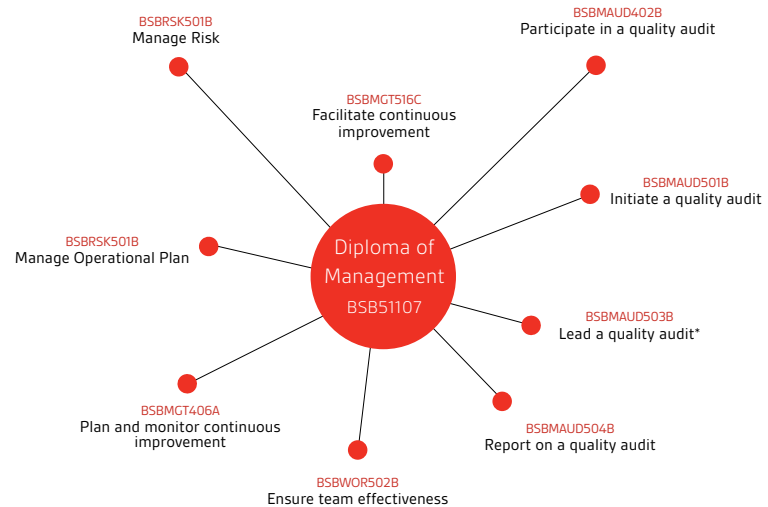 BSBRSK501B
Manage Risk
BSBMAUD402B
Participate in a quality audit
BSBMGT516C
Facilitate continuous
improvement
BSBMAUD501B
Initiate a quality audit
BSBRSK501B
Manage Operational Plan
Diploma of
Management
BSB51107
BSBMAUD503B
Lead a quality audit*
BSBMGT406A
Plan and monitor continuous
improvement
BSBMAUD504B
Report on a quality audit
BSBWOR502B
Ensure team effectiveness